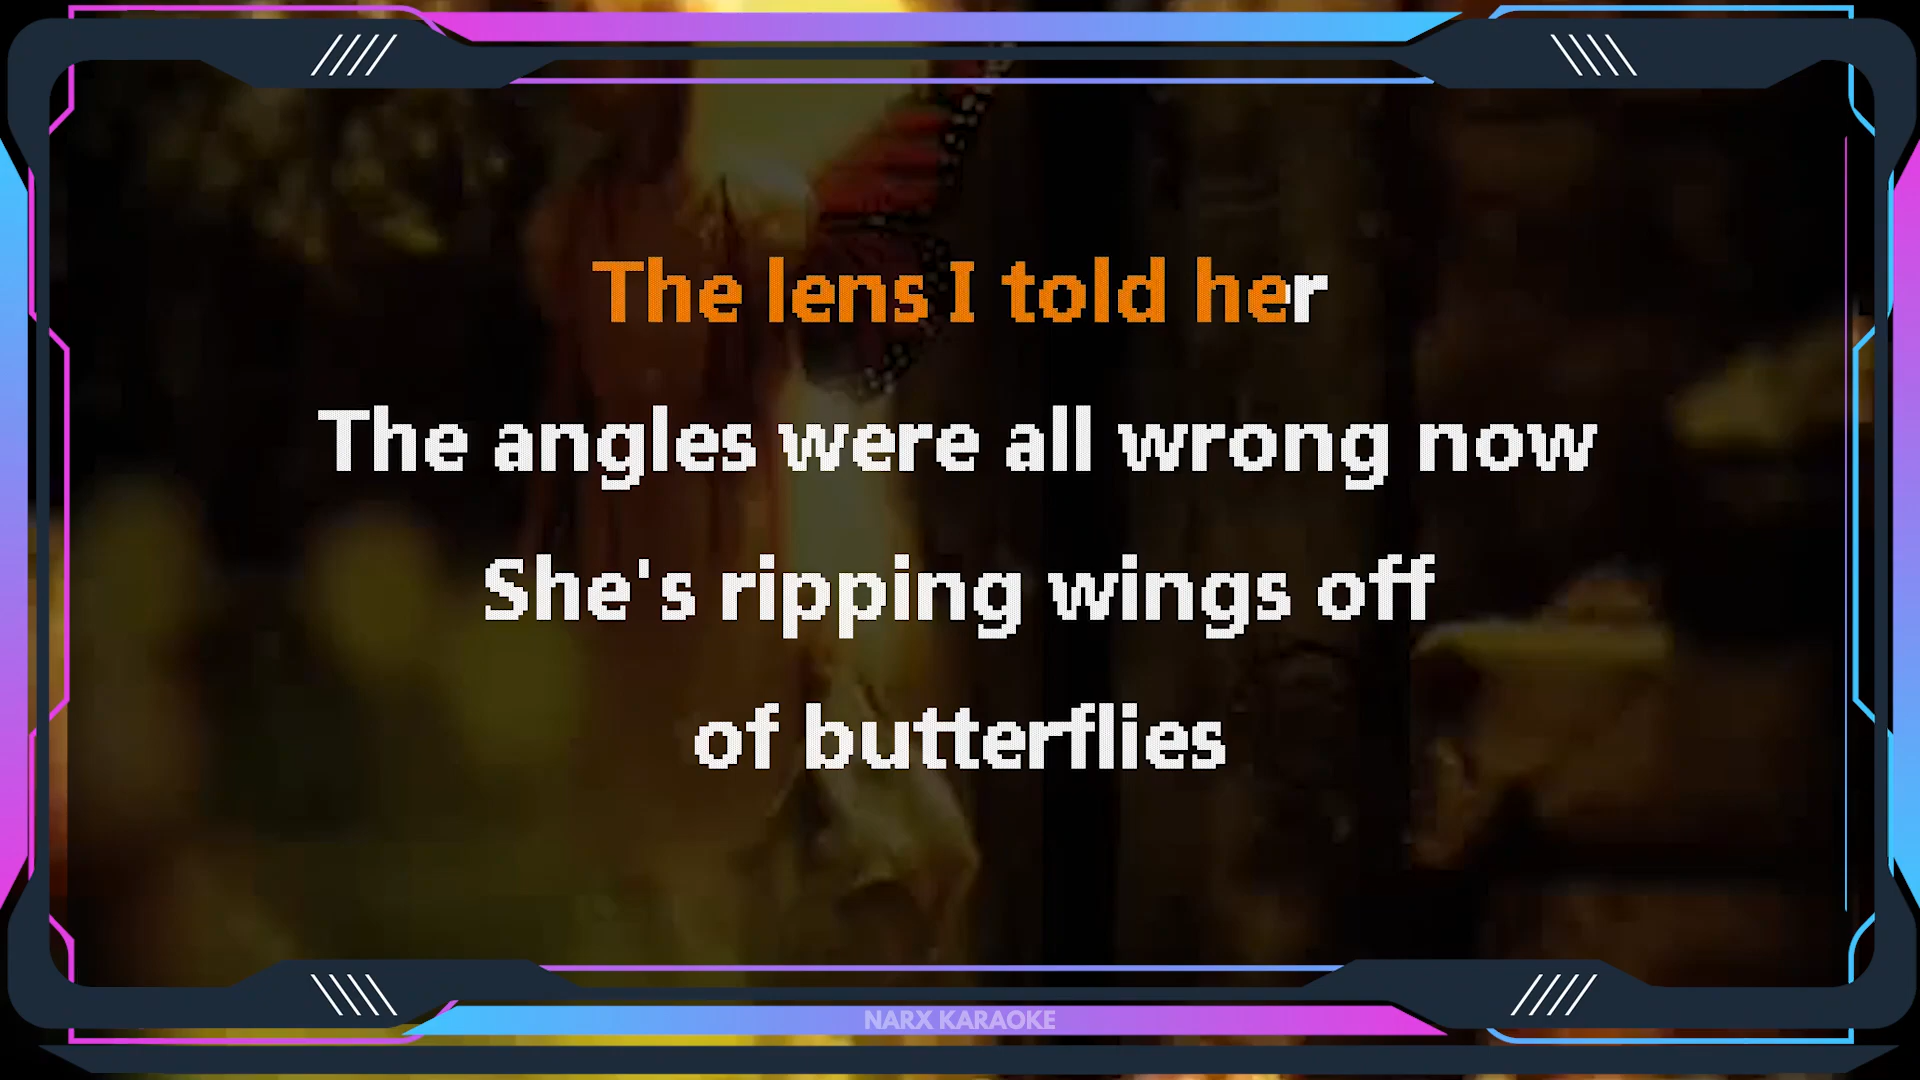 The lens I told her
The angles were all wrong now
She's ripping wings off
of butterflies
NARX KARAOKE